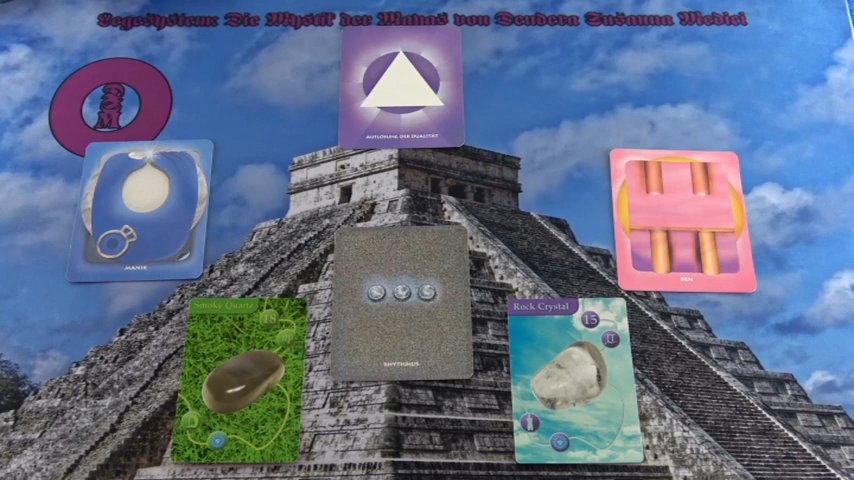 Legesystem: Die Mystik der Mayas von Dendera Susanna Medici
AUFLÖSUNG DER DUALITÄT
MANIK
BEN
RHYTHMUS
Smoky Quartz
Rock Crystal
15